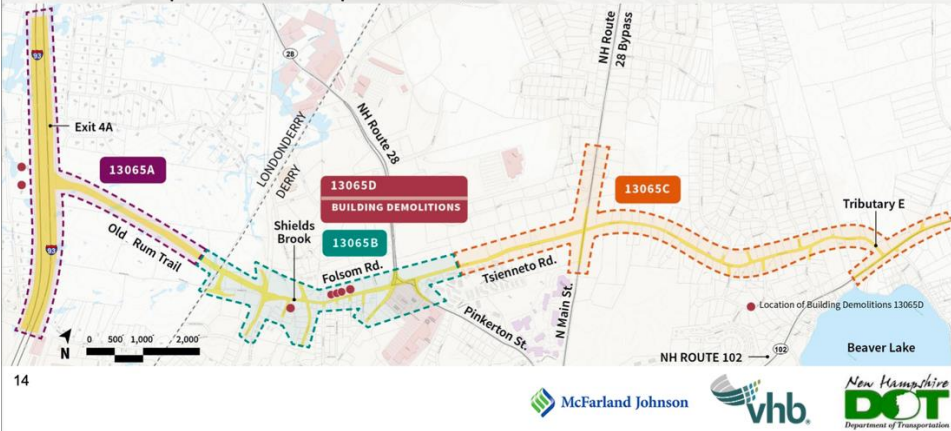 NH Route
28 Bypass
93
28
Exit 4A
NH Route 28
LONDONDERRY
DERRY
13065A
13065D
BUILDING DEMOLITIONS
13065C
Tributary E
Shields
Brook
13065B
Old Rum Trail
Folsom Rd.
Tsienneto Rd.
93
Location of Building Demolitions 13065D
N Main St.
Pinkerton St.
N
0 500 1,000 2,000
NH ROUTE 102
102
Beaver Lake
14
McFarland Johnson
vhb®
New Hampshire
DOT
Department of Transportation